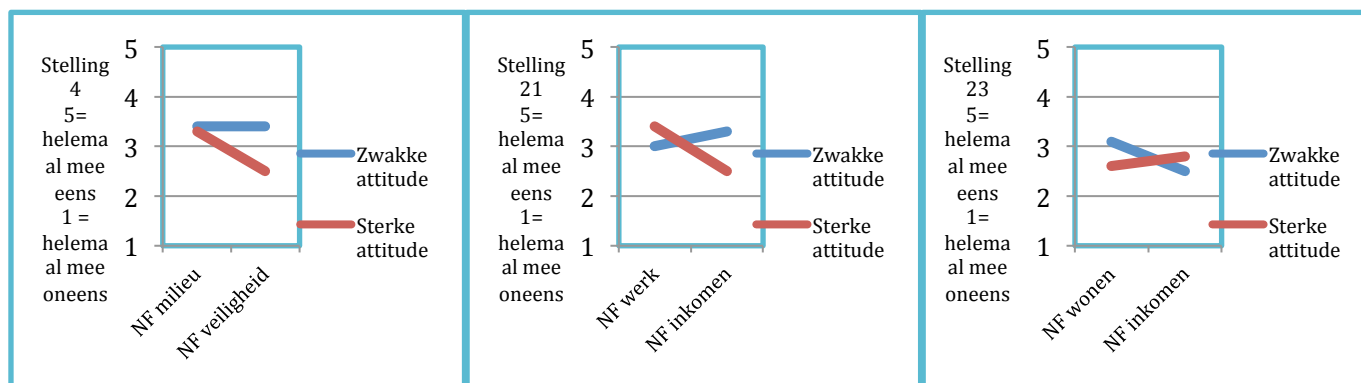 Stelling
4
5=
helema
al mee
eens
1 =
helema
al mee
oneens
5
4
3
2
1
NF milieu
NF veiligheid
Zwakke
attitude
Sterke
attitude
Stelling
21
5=
helema
al mee
eens
1=
helema
al mee
oneens
5
4
3
2
1
NF werk
NF inkomen
Zwakke
attitude
Sterke
attitude
Stelling
23
5=
helema
al mee
eens
1=
helema
al mee
oneens
5
4
3
2
1
NF wonen
NF inkomen
Zwakke
attitude
Sterke
attitude